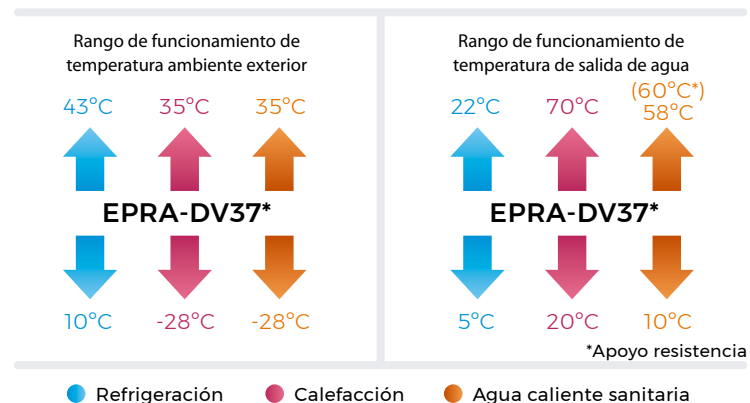 Rango de funcionamiento de
temperatura ambiente exterior
43°C 35°C 35°C
EPRA-DV37*
10°C -28°C -28°C
Rango de funcionamiento de
temperatura de salida de agua
(60°C*)
22°C 70°C 58°C
EPRA-DV37*
5°C 20°C 10°C
*Apoyo resistencia
Refrigeración Calefacción Agua caliente sanitaria